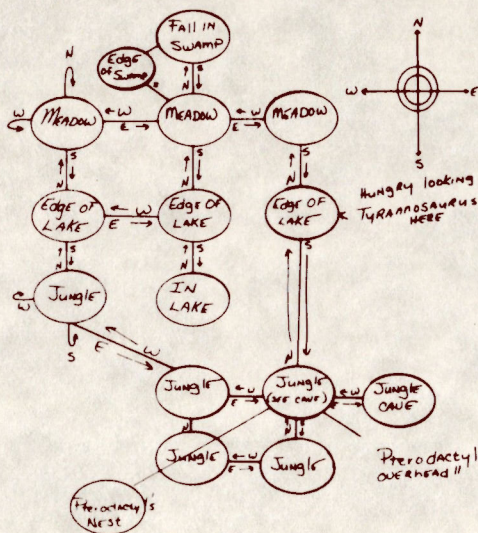 FALL IN
SWAMP
Edge
of Swamp
N
N
S
N
W
MEADOW
W
E
MEADOW
W
E
MEADOW
W
E
S
S
N
S
N
S
N
S
HUNGRY LOOKING
TYRANNOSAURUS
HERE
Edge of
LAKE
W
E
Edge of
LAKE
Edge of
LAKE
S
N
S
N
S
Jungle
W
IN
LAKE
S
E
W
N
Jungle
W
E
Jungle
(SEE CAVE)
W
E
Jungle
CAVE
N
N
Jungle
W
E
Jungle
Pterodactyl
OVERHEAD!!
Pterodactyl's
NEST